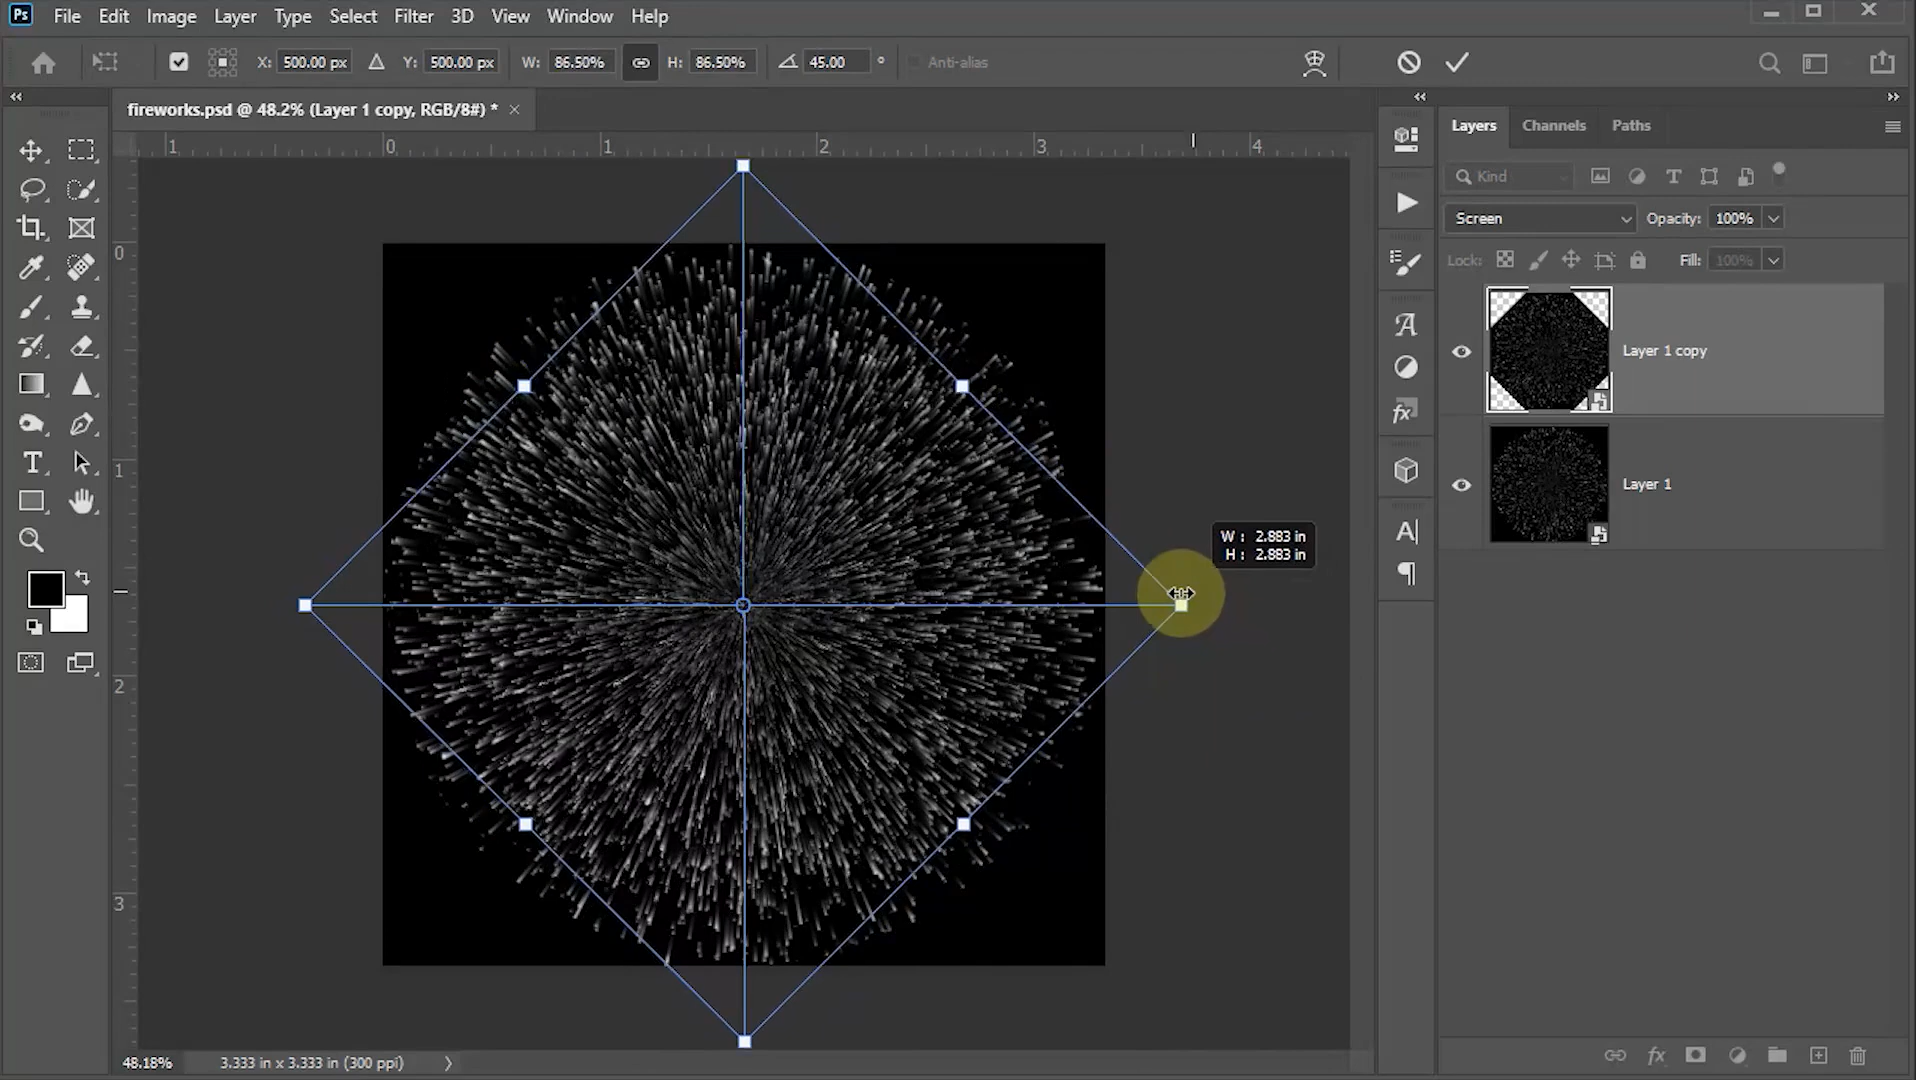 Ps File Edit Image Layer Type Select Filter 3D View Window Help
X: 500.00 px Y: 500.00 px W: 86.50% H: 86.50% 45.00 ° Anti-alias
fireworks.psd @ 48.2% (Layer 1 copy, RGB/8#) * ×
Layers Channels Paths
1 0 1 2 3 4
Kind
Screen Opacity: 100%
Lock: Fill: 100%
0
Layer 1 copy
1
Layer 1
W : 2.883 in
H : 2.883 in
2
3
48.18% 3.333 in x 3.333 in (300 ppi)